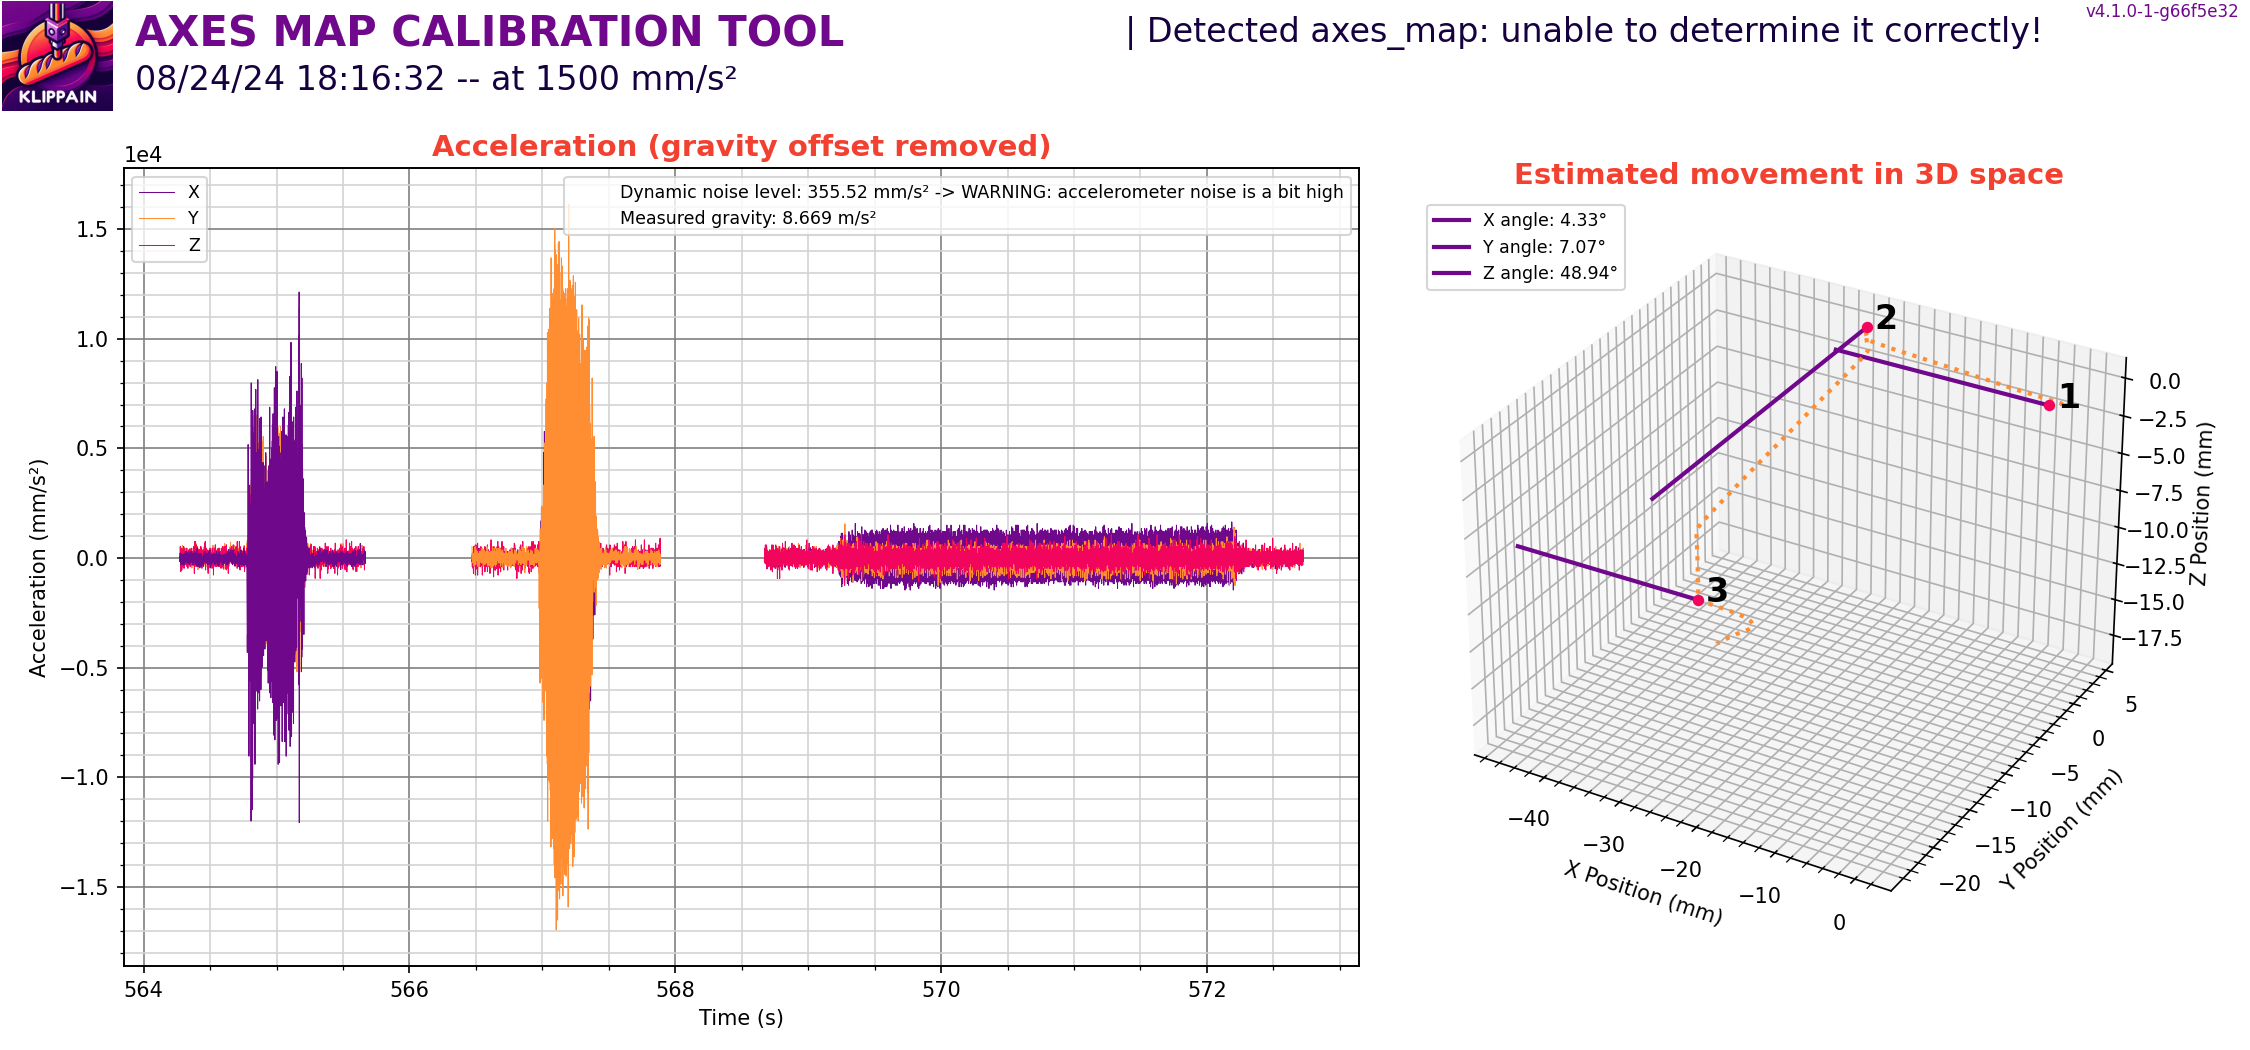 KLIPPAIN
AXES MAP CALIBRATION TOOL
08/24/24 18:16:32 -- at 1500 mm/s²
| Detected axes_map: unable to determine it correctly!
v4.1.0-1-g66f5e32
Acceleration (gravity offset removed)
1e4
X
Y
Z
Dynamic noise level: 355.52 mm/s² -> WARNING: accelerometer noise is a bit high
Measured gravity: 8.669 m/s²
1.5
1.0
0.5
0.0
−0.5
−1.0
−1.5
Acceleration (mm/s²)
564
566
568
570
572
Time (s)
Estimated movement in 3D space
X angle: 4.33°
Y angle: 7.07°
Z angle: 48.94°
2
1
3
0.0
−2.5
−5.0
−7.5
−10.0
−12.5
−15.0
−17.5
Z Position (mm)
5
0
−5
−10
−15
−20
Y Position (mm)
−40
−30
−20
−10
0
X Position (mm)